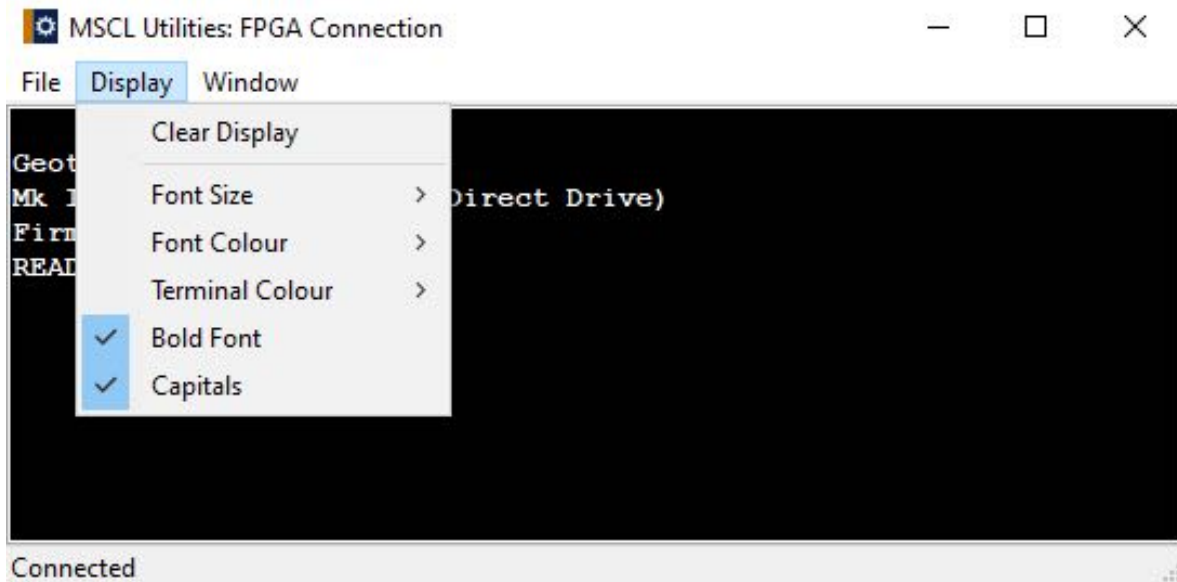 MSCL Utilities: FPGA Connection
File Display Window
Clear Display
Font Size
Font Colour
Terminal Colour
Bold Font
Capitals
Geot
Mk Direct Drive)
Firm
READ
Connected